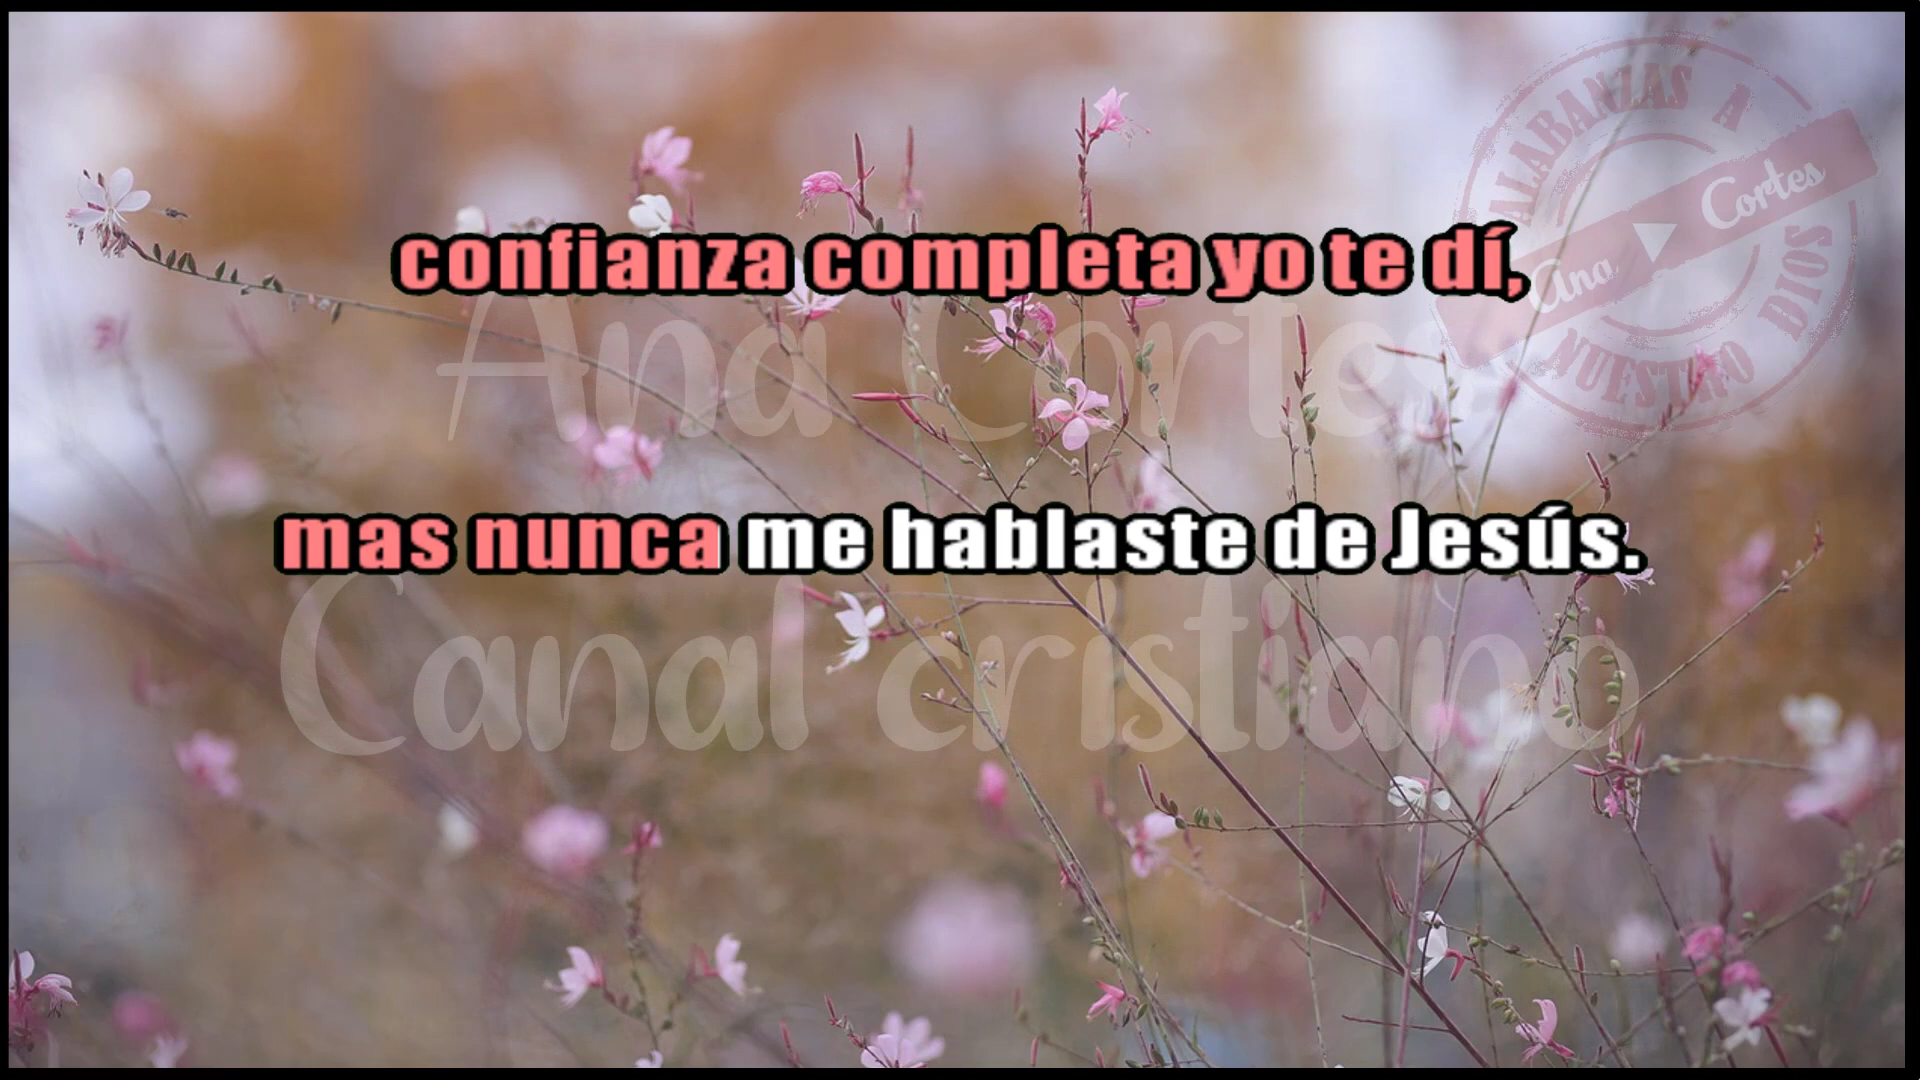 ALABANZAS A
Ana Cortes
NUESTRO DIOS
confianza completa yo te dí,
Ana Cortes
mas nunca me hablaste de Jesús.
Canal cristiano